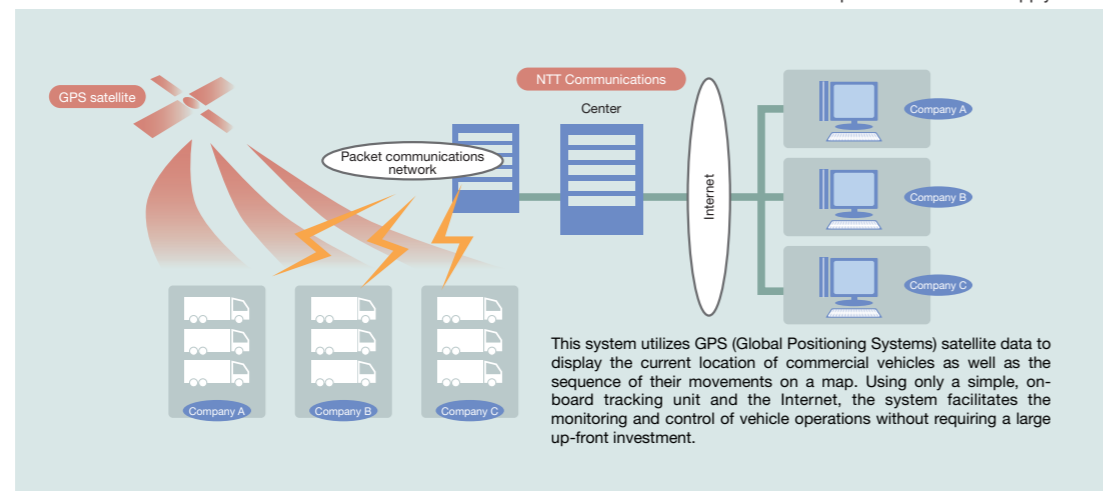 GPS satellite
NTT Communications
Center
Packet communications
network
Internet
Company A
Company B
Company C
Company A
Company B
Company C
This system utilizes GPS (Global Positioning Systems) satellite data to
display the current location of commercial vehicles as well as the
sequence of their movements on a map. Using only a simple, on-
board tracking unit and the Internet, the system facilitates the
monitoring and control of vehicle operations without requiring a large
up-front investment.